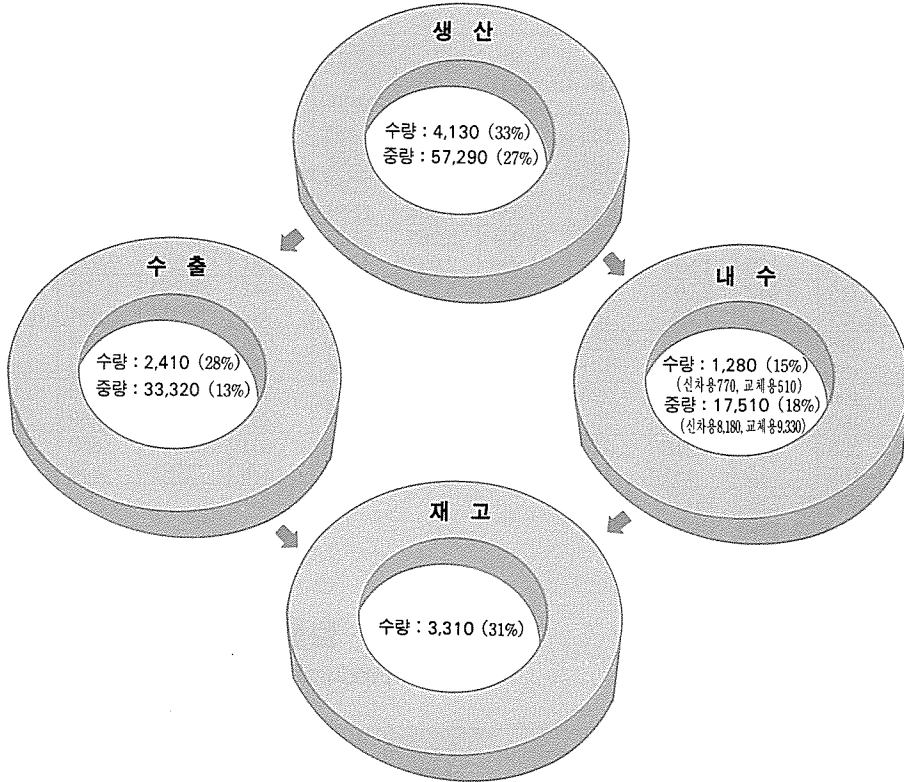 생 산
수량 : 4,130 (33%)
중량 : 57,290 (27%)
수 출
수량 : 2,410 (28%)
중량 : 33,320 (13%)
내 수
수량 : 1,280 (15%)
(신차용770, 교체용510)
중량 : 17,510 (18%)
(신차용8,180, 교체용9,330)
재 고
수량 : 3,310 (31%)